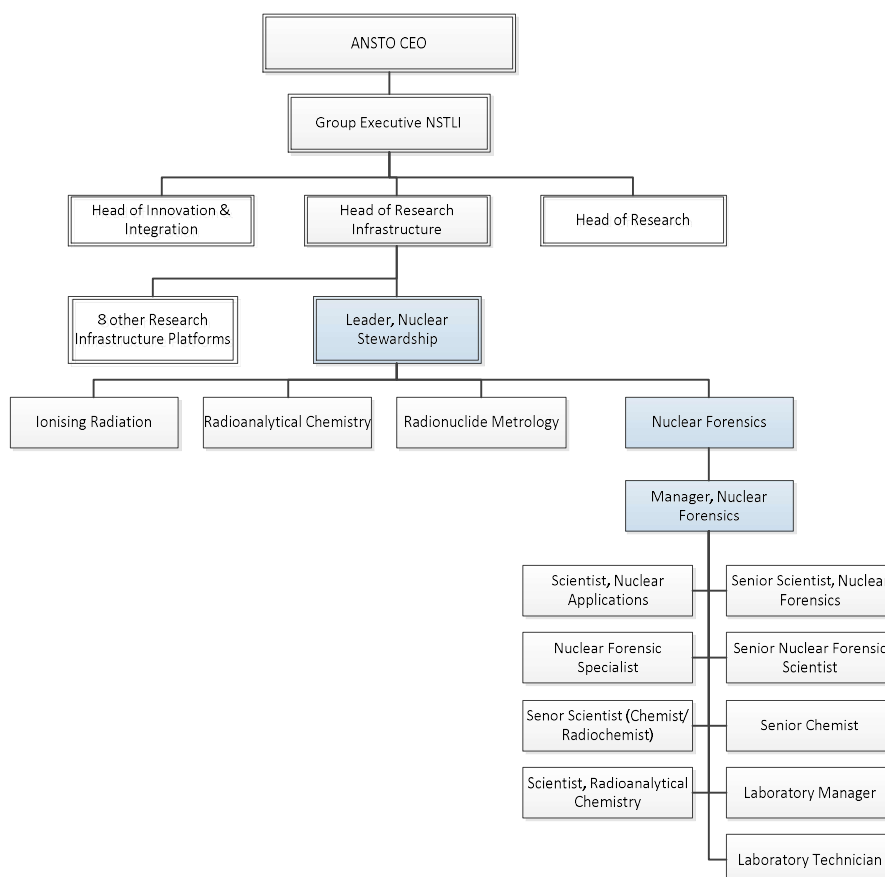 ANSTO CEO
Group Executive NSTLI
Head of Innovation &
Integration
Head of Research
Infrastructure
Head of Research
8 other Research
Infrastructure Platforms
Leader, Nuclear
Stewardship
Ionising Radiation
Radioanalytical Chemistry
Radionuclide Metrology
Nuclear Forensics
Manager, Nuclear
Forensics
Scientist, Nuclear
Applications
Senior Scientist, Nuclear
Forensics
Nuclear Forensic
Specialist
Senior Nuclear Forensic
Scientist
Senor Scientist (Chemist/
Radiochemist)
Senior Chemist
Scientist, Radioanalytical
Chemistry
Laboratory Manager
Laboratory Technician